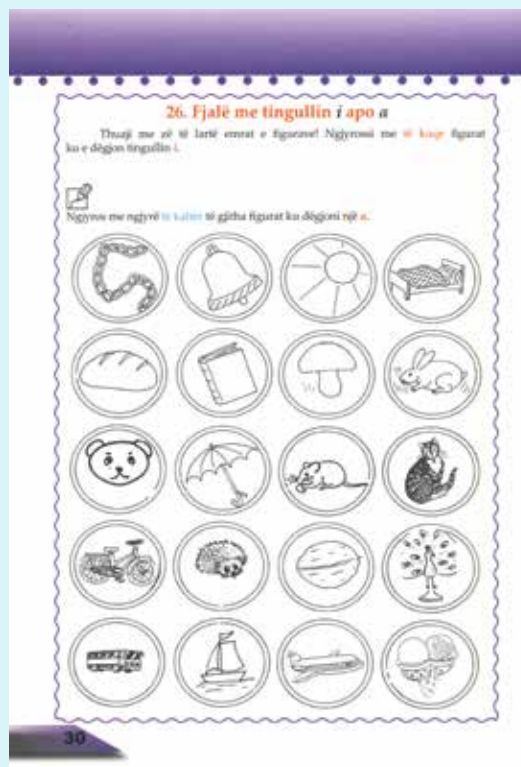 26. Fjalë me tingullin i apo a
Thuaji me zë të lartë emrat e figurave! Ngjyrosi me të kuqe figurat
ku e dëgjon tingullin i.
Ngjyros me ngjyrë të kaltër të gjitha figurat ku dëgjoni një a.
30